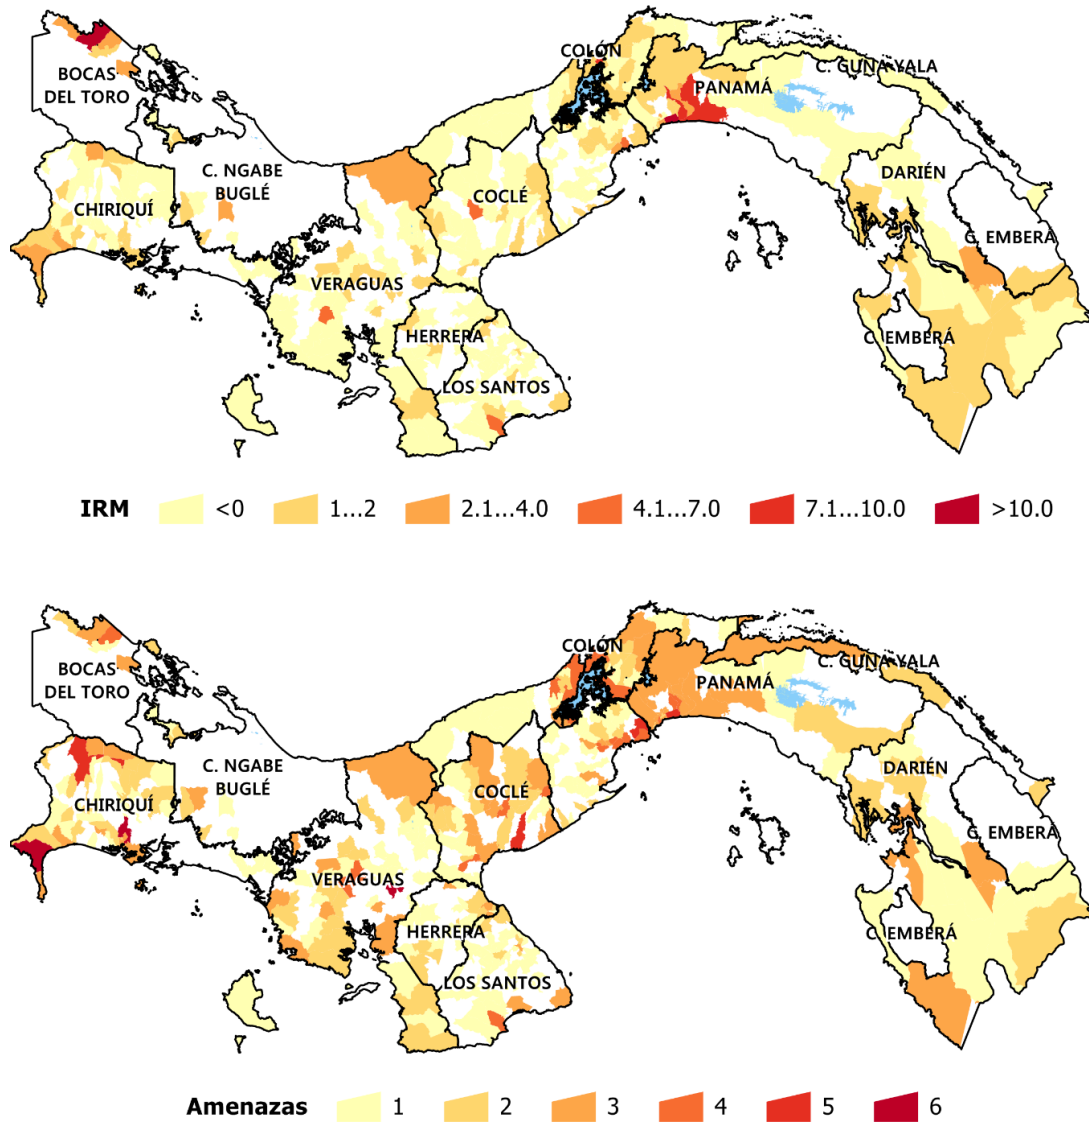 COLÓN
C. GUNA YALA
BOCAS
DEL TORO
PANAMÁ
C. NGABE
BUGLÉ
DARIÉN
CHIRIQUÍ
COCLÉ
C. EMBERÁ
VERAGUAS
HERRERA
C. EMBERÁ
LOS SANTOS
IRM <0 1...2 2.1...4.0 4.1...7.0 7.1...10.0 >10.0
COLÓN
C. GUNA YALA
BOCAS
DEL TORO
PANAMÁ
C. NGABE
BUGLÉ
DARIÉN
CHIRIQUÍ
COCLÉ
C. EMBERÁ
VERAGUAS
HERRERA
C. EMBERÁ
LOS SANTOS
Amenazas 1 2 3 4 5 6